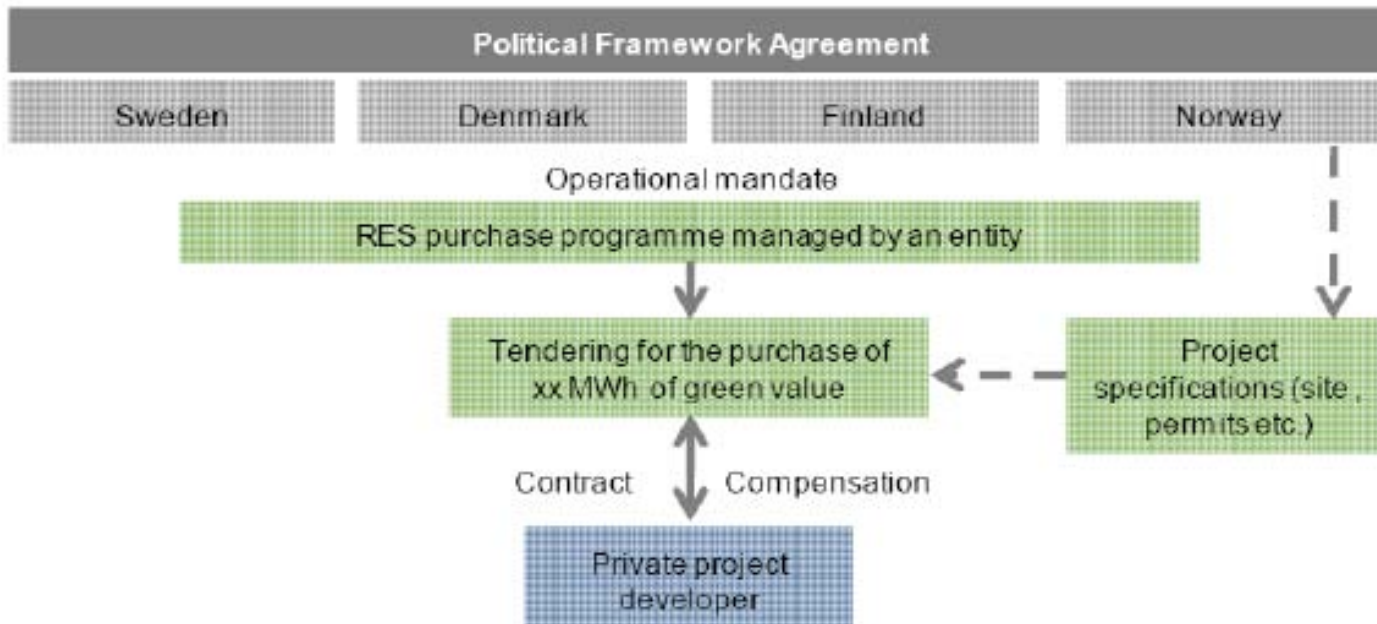 Political Framework Agreement
Sweden
Denmark
Finland
Norway
Operational mandate
RES purchase programme managed by an entity
Tendering for the purchase of
xx MWh of green value
Project
specifications (site ,
permits etc.)
Contract
Compensation
Private project
developer